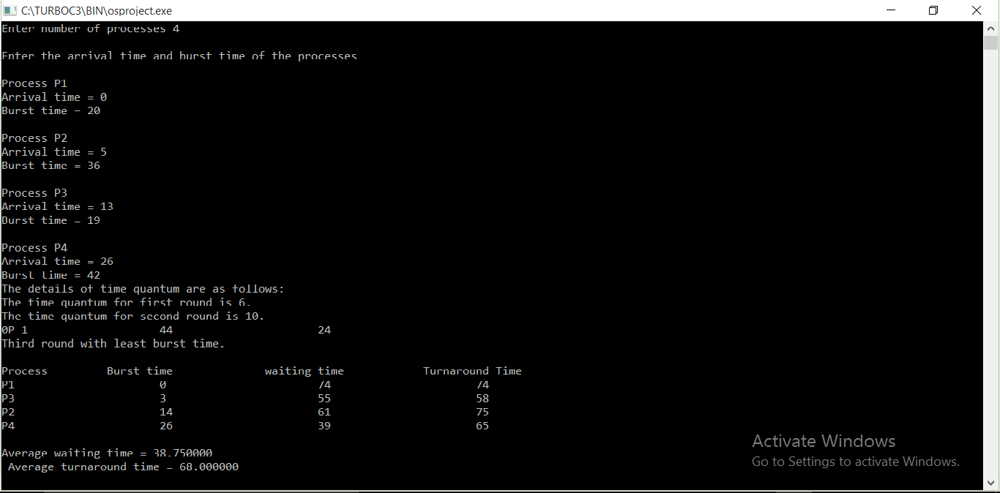 C:\TURBOC3\BIN\osproject.exe
Enter number of processes 4
Enter the arrival time and burst time of the processes
Process P1
Arrival time = 0
Burst time = 20
Process P2
Arrival time = 5
Burst time = 36
Process P3
Arrival time = 13
Burst time = 19
Process P4
Arrival time = 26
Burst time = 42
The details of time quantum are as follows:
The time quantum for first round is 6.
The time quantum for second round is 10.
0P 1 44 24
Third round with least burst time.
Process Burst time waiting time Turnaround Time
P1 0 74 74
P3 3 55 58
P2 14 61 75
P4 26 39 65
Average waiting time = 38.750000
Average turnaround time = 68.000000
Activate Windows
Go to Settings to activate Windows.